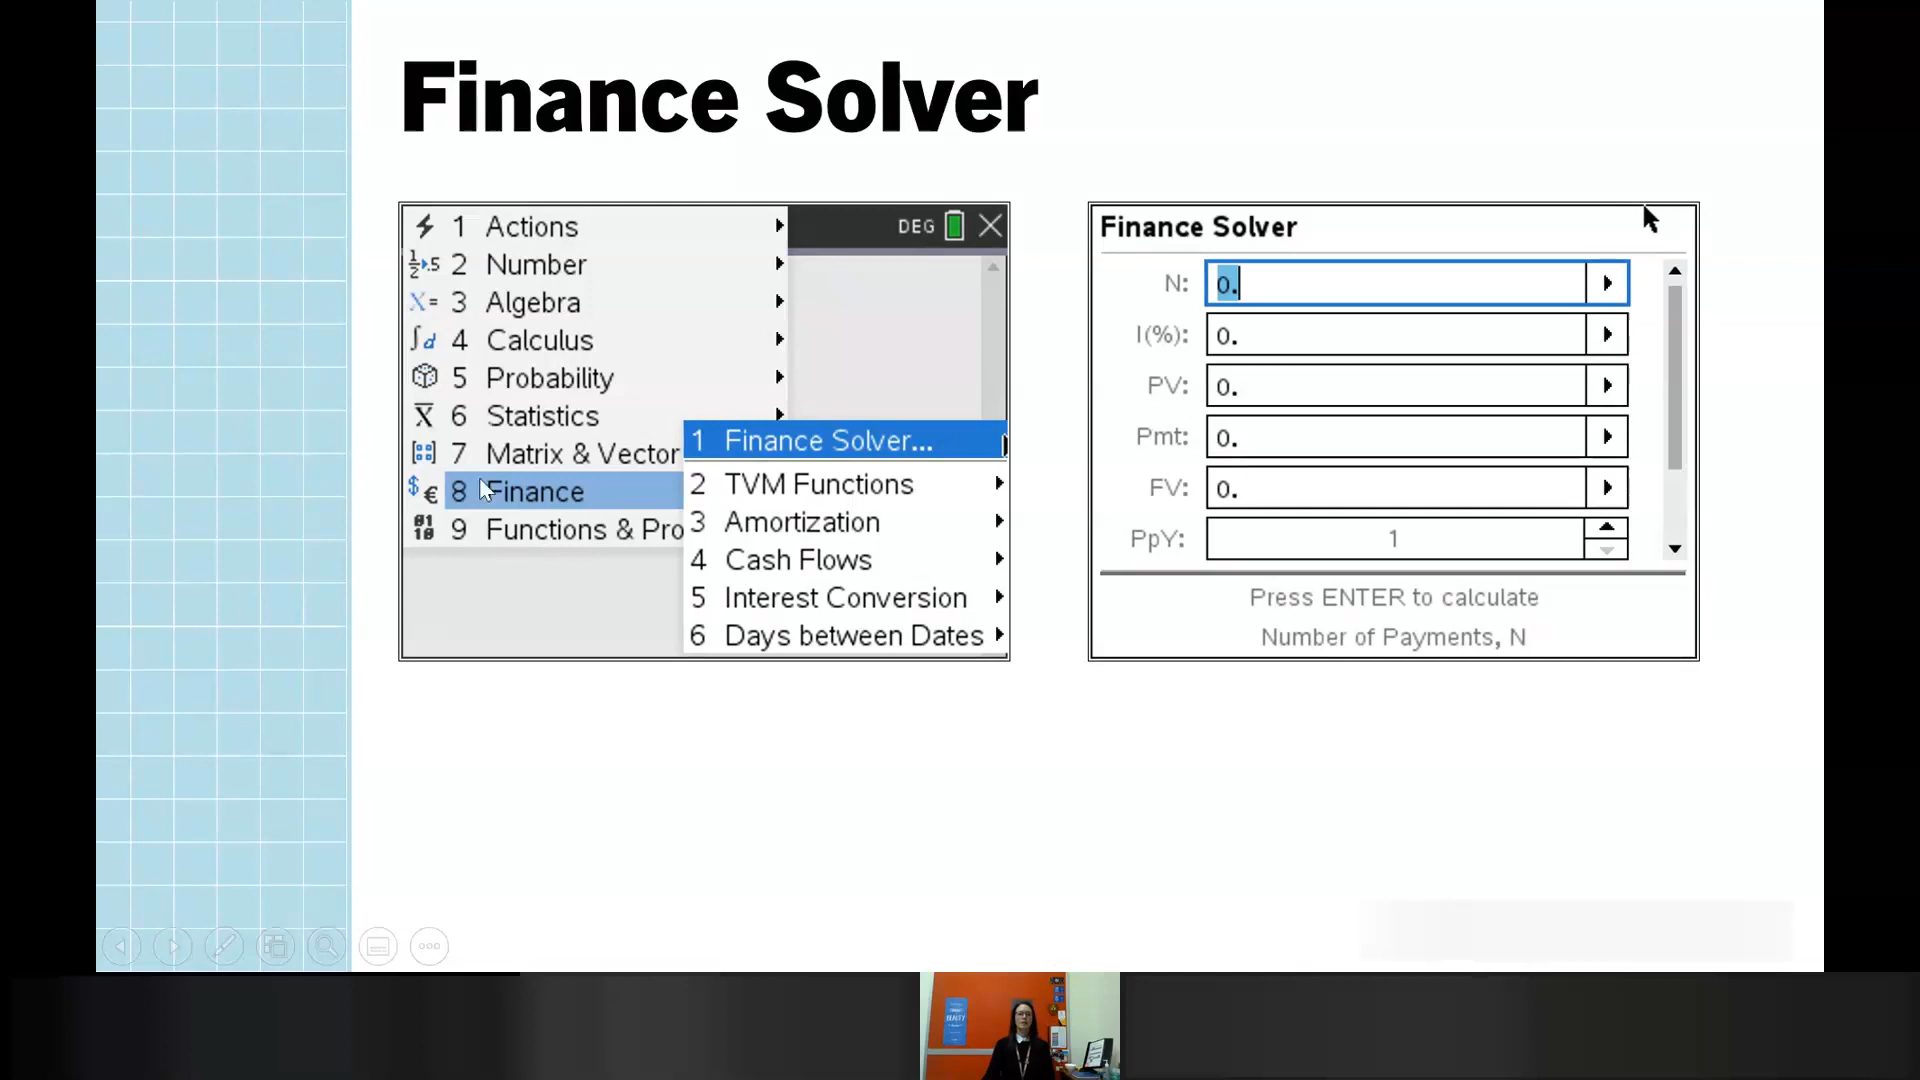 Finance Solver
1 Actions
2 Number
3 Algebra
4 Calculus
5 Probability
6 Statistics
7 Matrix & Vector
8 Finance
9 Functions & Pro
DEG
1 Finance Solver...
2 TVM Functions
3 Amortization
4 Cash Flows
5 Interest Conversion
6 Days between Dates
Finance Solver
N: 0.
I(%): 0.
PV: 0.
Pmt: 0.
FV: 0.
PpY: 1
Press ENTER to calculate
Number of Payments, N